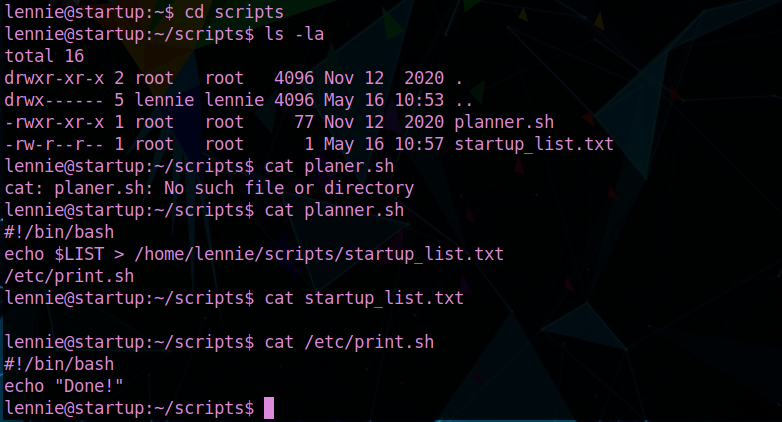 lennie@startup:~$ cd scripts
lennie@startup:~/scripts$ ls -la
total 16
drwxr-xr-x 2 root   root   4096 Nov 12  2020 .
drwx------ 5 lennie lennie 4096 May 16 10:53 ..
-rwxr-xr-x 1 root   root     77 Nov 12  2020 planner.sh
-rw-r--r-- 1 root   root      1 May 16 10:57 startup_list.txt
lennie@startup:~/scripts$ cat planer.sh
cat: planer.sh: No such file or directory
lennie@startup:~/scripts$ cat planner.sh
#!/bin/bash
echo $LIST > /home/lennie/scripts/startup_list.txt
/etc/print.sh
lennie@startup:~/scripts$ cat startup_list.txt

lennie@startup:~/scripts$ cat /etc/print.sh
#!/bin/bash
echo "Done!"
lennie@startup:~/scripts$